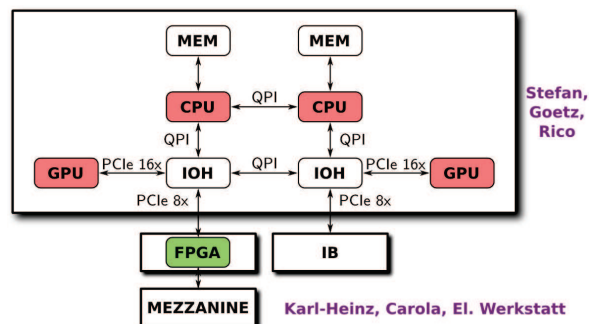 MEM MEM
CPU QPI CPU
Stefan,
Goetz,
Rico
QPI QPI
GPU PCIe 16x IOH QPI IOH PCIe 16x GPU
PCIe 8x PCIe 8x
FPGA IB
MEZZANINE Karl-Heinz, Carola, El. Werkstatt